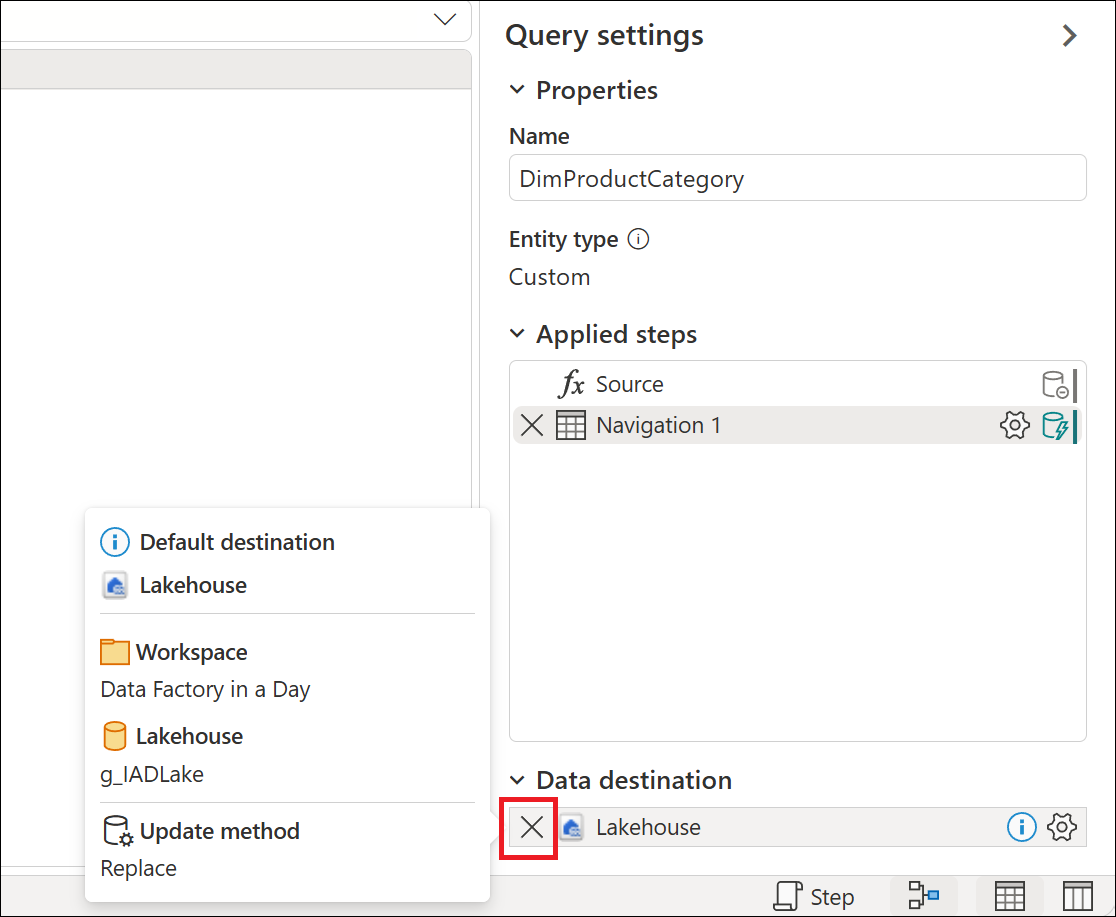 Query settings
Properties
Name
DimProductCategory
Entity type
Custom
Applied steps
fx Source
Navigation 1
Default destination
Lakehouse
Workspace
Data Factory in a Day
Lakehouse
g_IADLake
Update method
Replace
Data destination
Lakehouse
Step